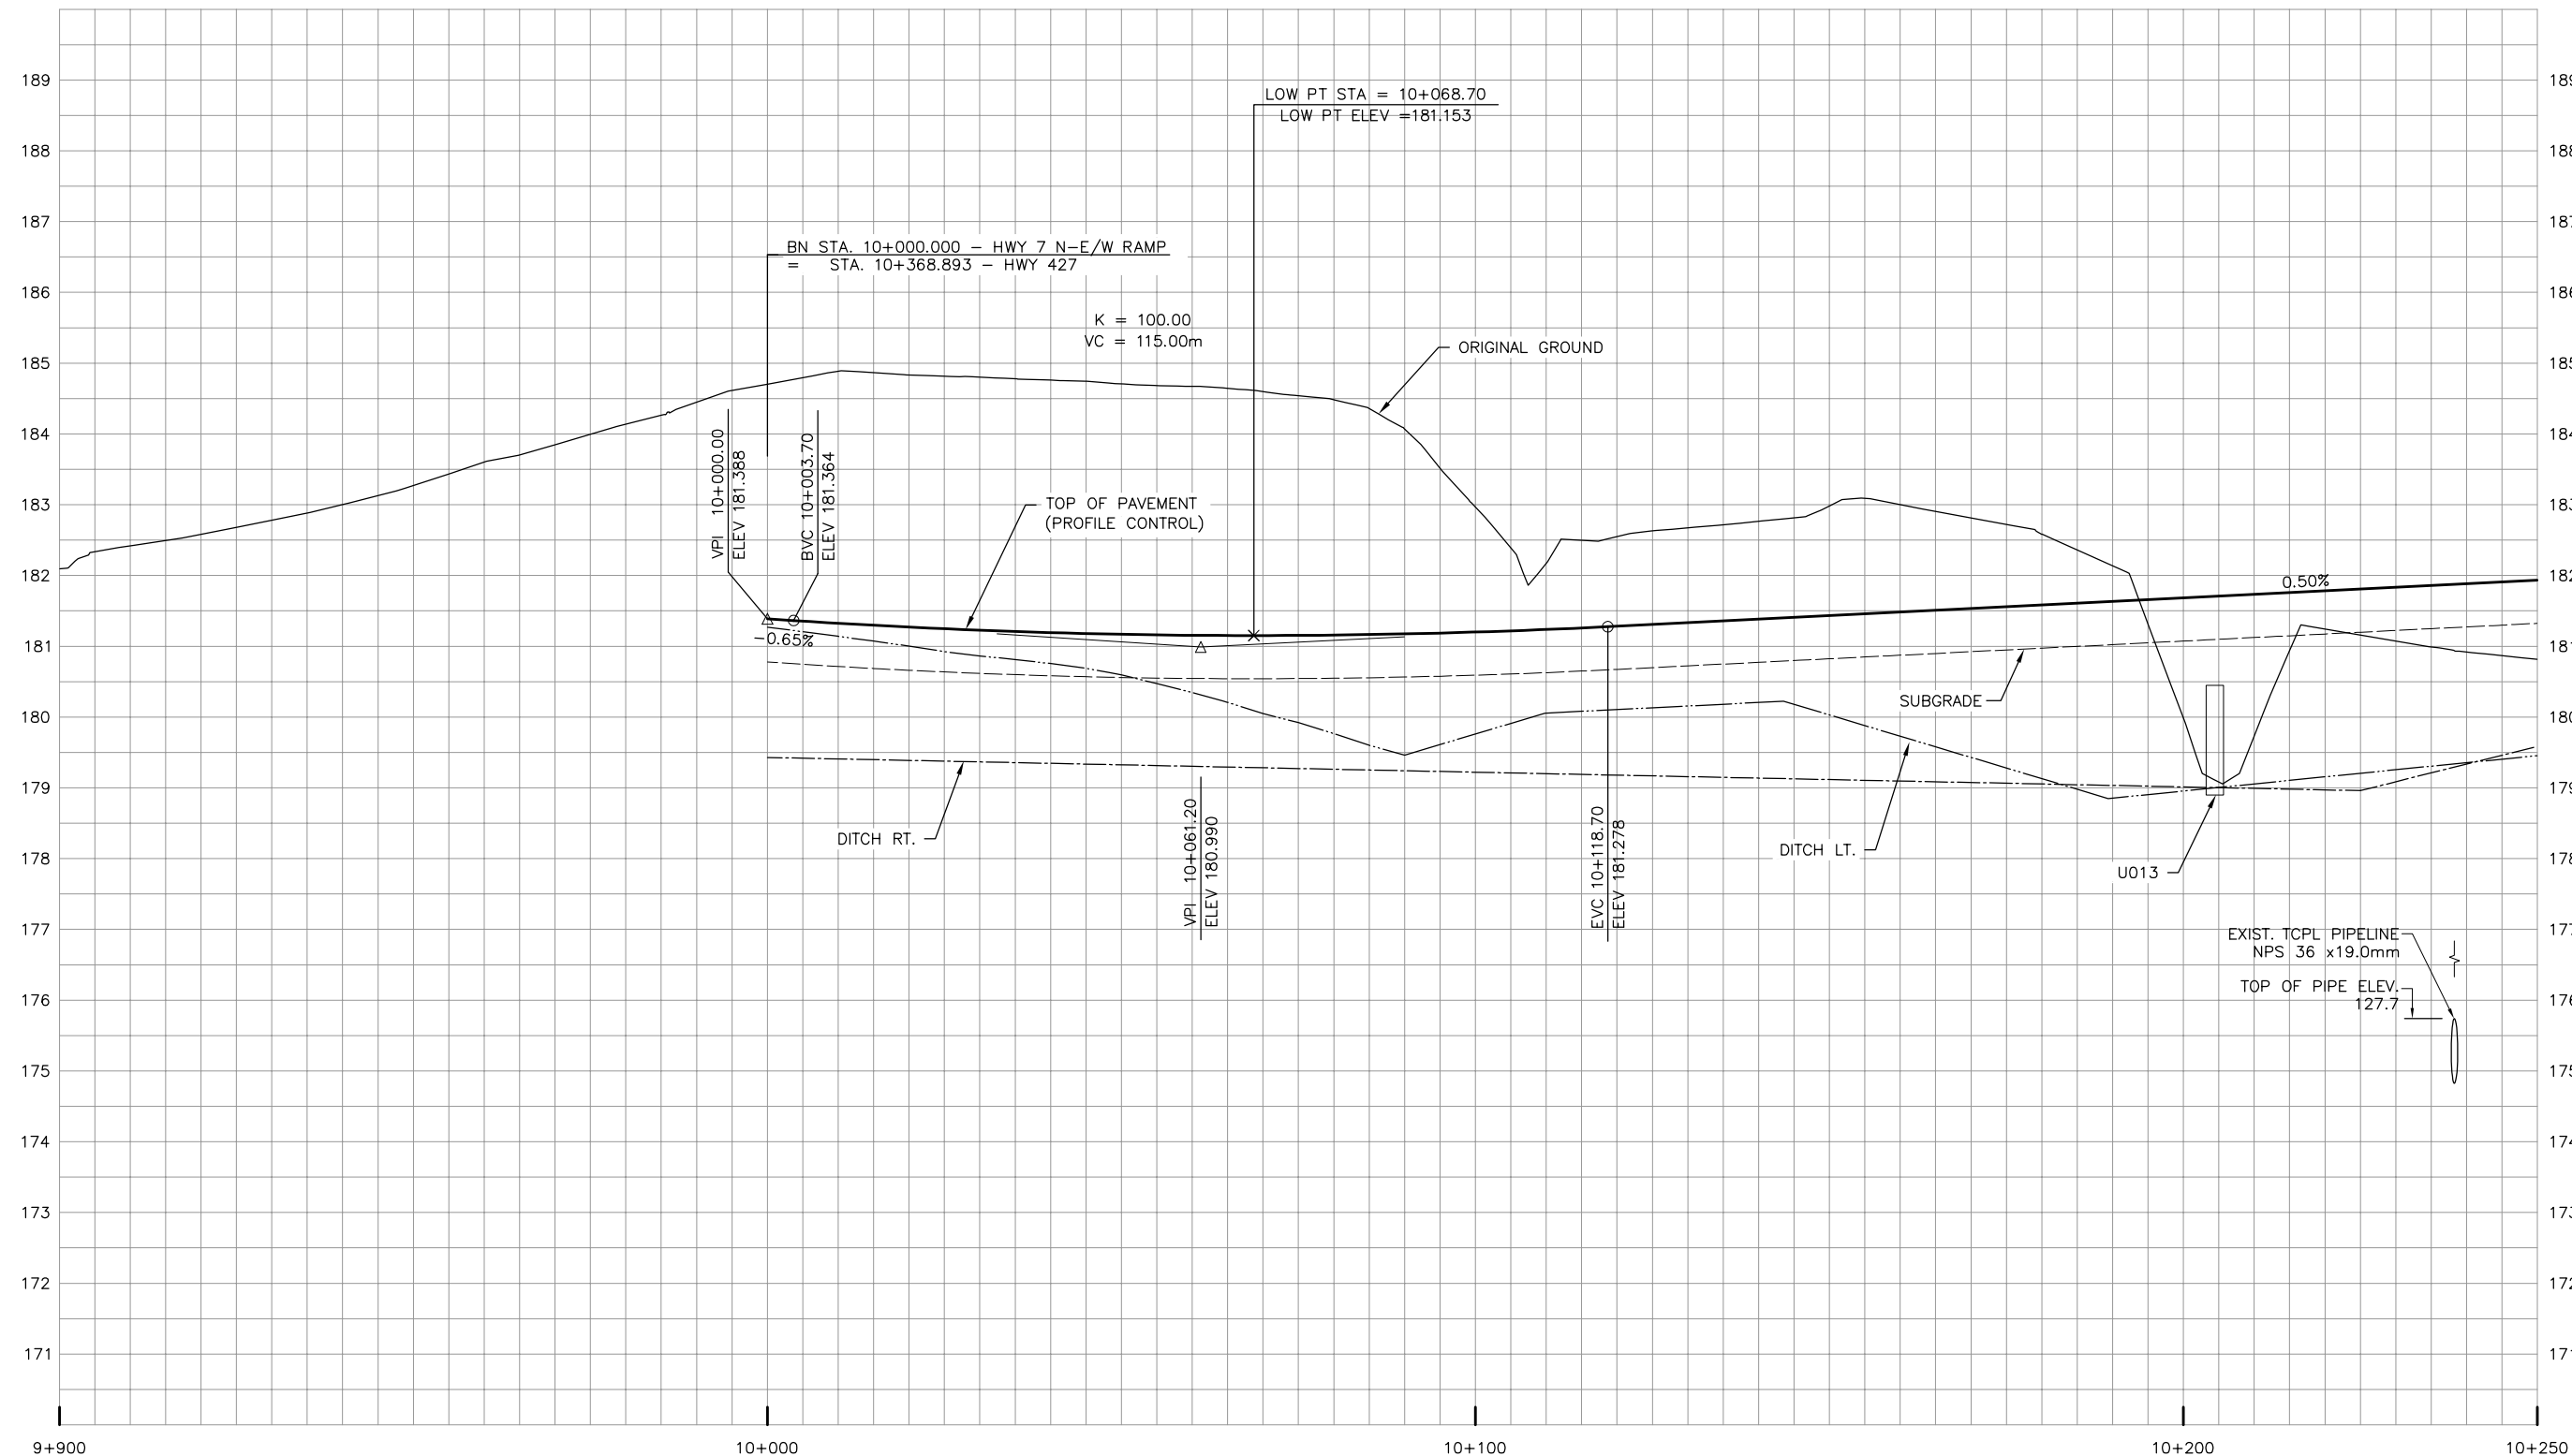 189
188
187
186
185
184
183
182
181
180
179
178
177
176
175
174
173
172
171
LOW PT STA = 10+068.70
LOW PT ELEV =181.153
BN STA. 10+000.000 – HWY 7 N–E/W RAMP
= STA. 10+368.893 – HWY 427
K = 100.00
VC = 115.00m
ORIGINAL GROUND
VPI 10+000.00
ELEV 181.388
BVC 10+003.70
ELEV 181.364
TOP OF PAVEMENT
(PROFILE CONTROL)
–0.65%
0.50%
SUBGRADE
DITCH RT.
VPI 10+061.20
ELEV 180.990
EVC 10+118.70
ELEV 181.278
DITCH LT.
U013
EXIST. TCPL PIPELINE
NPS 36 x19.0mm
TOP OF PIPE ELEV.
127.7
9+900
10+000
10+100
10+200
10+250